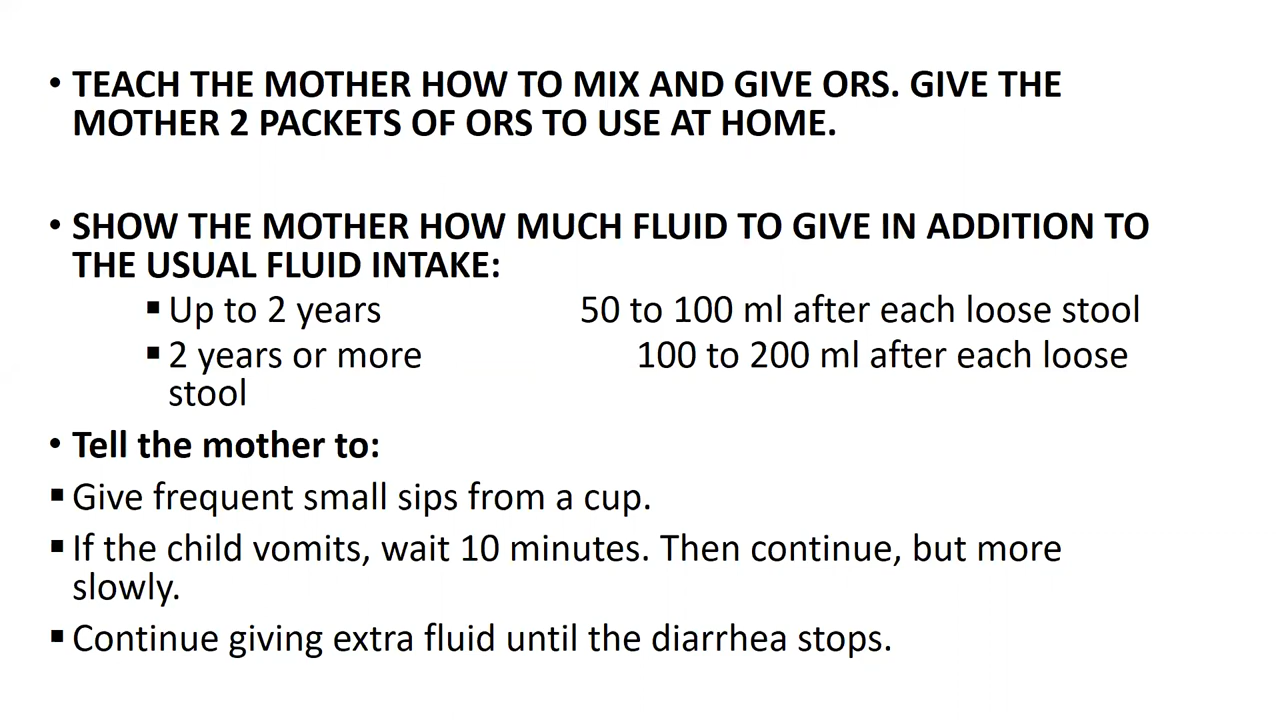 • TEACH THE MOTHER HOW TO MIX AND GIVE ORS. GIVE THE
MOTHER 2 PACKETS OF ORS TO USE AT HOME.
• SHOW THE MOTHER HOW MUCH FLUID TO GIVE IN ADDITION TO
THE USUAL FLUID INTAKE:
▪ Up to 2 years 50 to 100 ml after each loose stool
▪ 2 years or more 100 to 200 ml after each loose
stool
• Tell the mother to:
▪ Give frequent small sips from a cup.
▪ If the child vomits, wait 10 minutes. Then continue, but more
slowly.
▪ Continue giving extra fluid until the diarrhea stops.